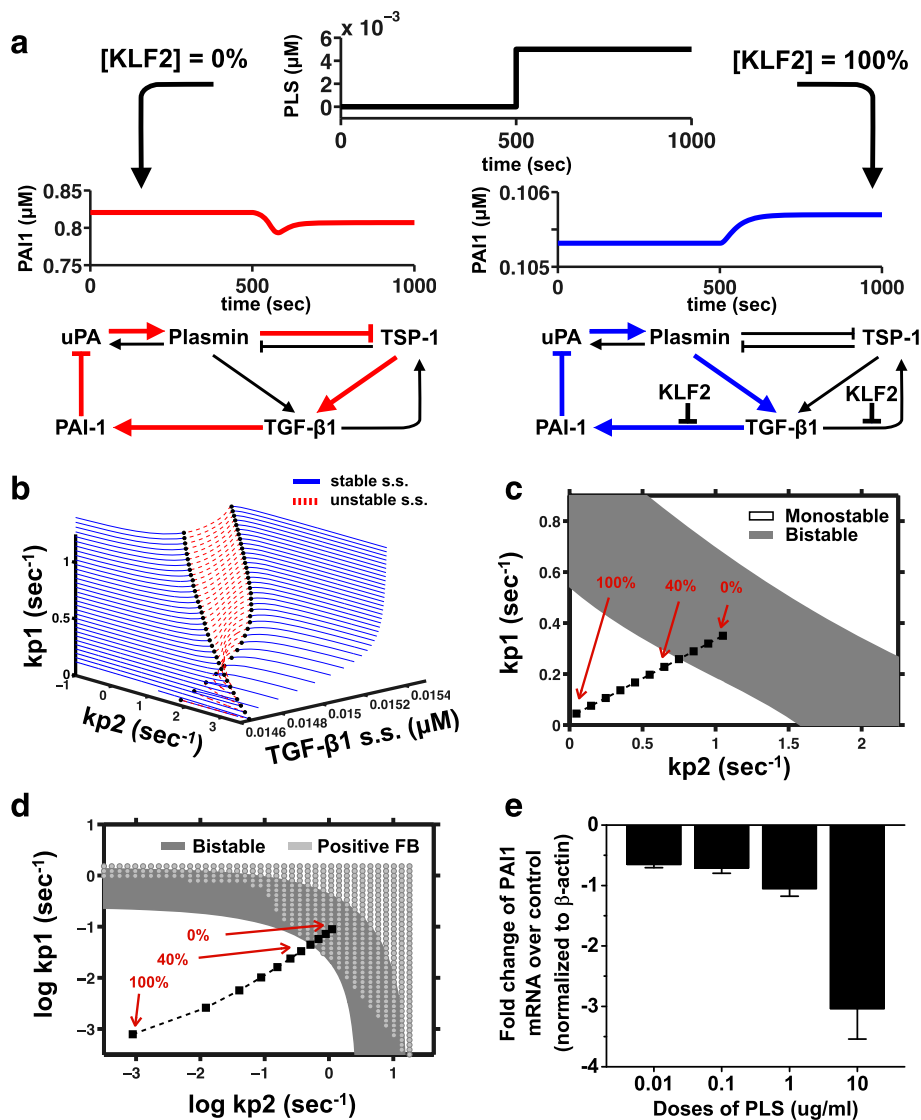 a
[KLF2] = 0%
[KLF2] = 100%
6 x 10⁻³
4
2
0
PLS (µM)
0 500 1000
time (sec)
0.85
0.8
0.75
PAI1 (µM)
0 500 1000
time (sec)
0.106
0.105
PAI1 (µM)
0 500 1000
time (sec)
uPA Plasmin TSP-1
PAI-1 TGF-β1
uPA Plasmin TSP-1
KLF2 KLF2
PAI-1 TGF-β1
b
stable s.s.
unstable s.s.
kp1 (sec⁻¹)
1
0.5
0
−1 0 1 2 3
kp2 (sec⁻¹)
0.0146 0.0148 0.015 0.0152 0.0154
TGF-β1 s.s. (µM)
c
Monostable
Bistable
100% 40% 0%
kp1 (sec⁻¹)
0.8
0.6
0.4
0.2
0
0 0.5 1 1.5 2
kp2 (sec⁻¹)
d
Bistable Positive FB
0%
40%
100%
log kp1 (sec⁻¹)
1
0
−1
−2
−3
−3 −2 −1 0 1
log kp2 (sec⁻¹)
e
Fold change of PAI1
mRNA over control
(normalized to β-actin)
0
-1
-2
-3
-4
0.01 0.1 1 10
Doses of PLS (ug/ml)